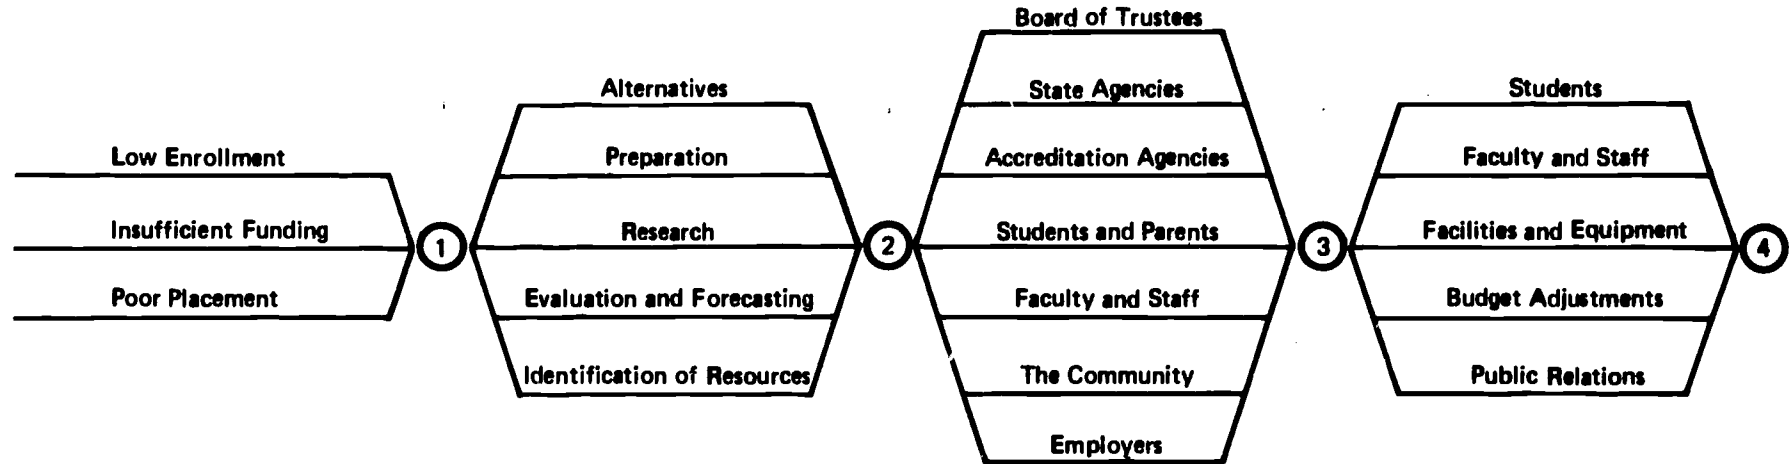 Low Enrollment
Insufficient Funding
Poor Placement
1
Alternatives
Preparation
Research
Evaluation and Forecasting
Identification of Resources
2
Board of Trustees
State Agencies
Accreditation Agencies
Students and Parents
Faculty and Staff
The Community
Employers
3
Students
Faculty and Staff
Facilities and Equipment
Budget Adjustments
Public Relations
4